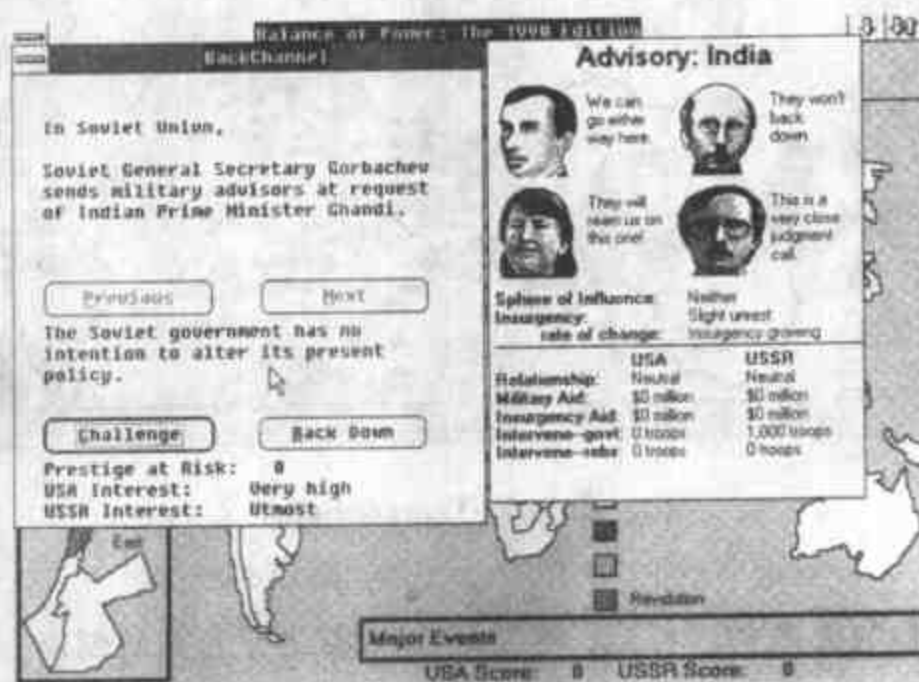 Balance of Power: The 1990 Edition
BackChannel
In Soviet Union,
Soviet General Secretary Gorbachev
sends military advisors at request
of Indian Prime Minister Ghandi.
Previous
Next
The Soviet government has no
intention to alter its present
policy.
Challenge
Back Down
Prestige at Risk: 0
USA Interest: Very high
USSR Interest: Utmost
Advisory: India
We can
go either
way here.
They won't
back
down.
They will
on
this one!
This is a
very close
judgment
call.
Sphere of Influence: Neither
Insurgency: Slight unrest
rate of change: Insurgency growing
USA USSR
Relationship: Neutral Neutral
Military Aid: $0 million $0 million
Insurgency Aid: $0 million $0 million
Intervene-govt: 0 troops 1,000 troops
Intervene-rebs: 0 troops 0 troops
East
Revolution
Major Events
USA Score: 0 USSR Score: 0